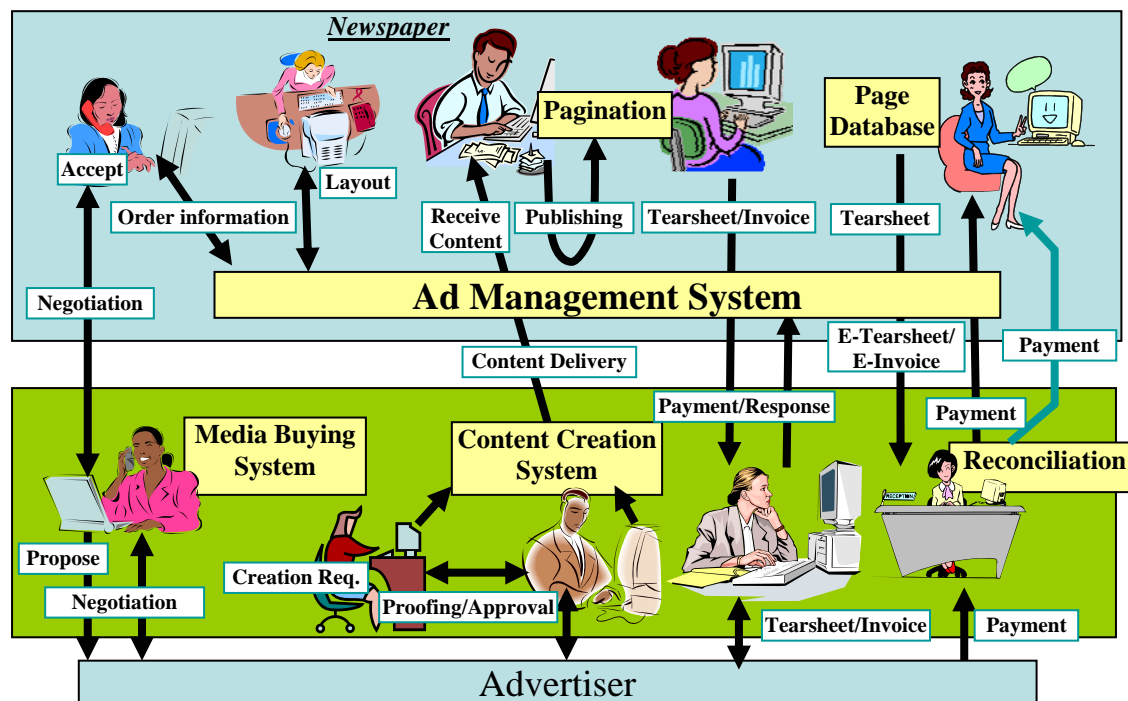 Newspaper
Pagination
Page
Database
Accept
Layout
Order information
Receive
Content
Publishing
Tearsheet/Invoice
Tearsheet
Ad Management System
Negotiation
Content Delivery
E-Tearsheet/
E-Invoice
Payment
Payment/Response
Payment
Media Buying
System
Content Creation
System
Reconciliation
RECEPTION
Propose
Negotiation
Creation Req.
Proofing/Approval
Tearsheet/Invoice
Payment
Advertiser